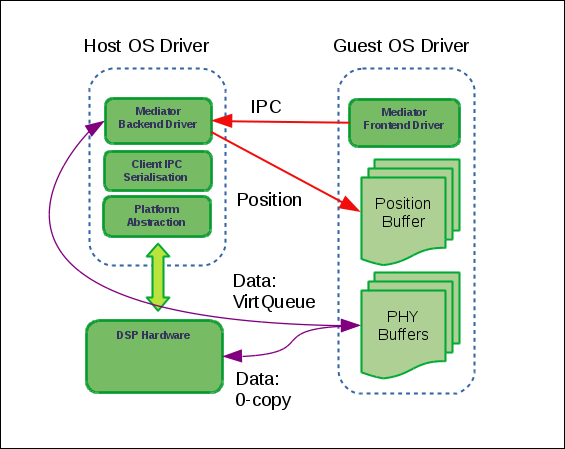 Host OS Driver
Guest OS Driver
Mediator
Backend Driver
IPC
Mediator
Frontend Driver
Client IPC
Serialisation
Platform
Abstraction
Position
Position
Buffer
Data:
VirtQueue
PHY
Buffers
DSP Hardware
Data:
0-copy